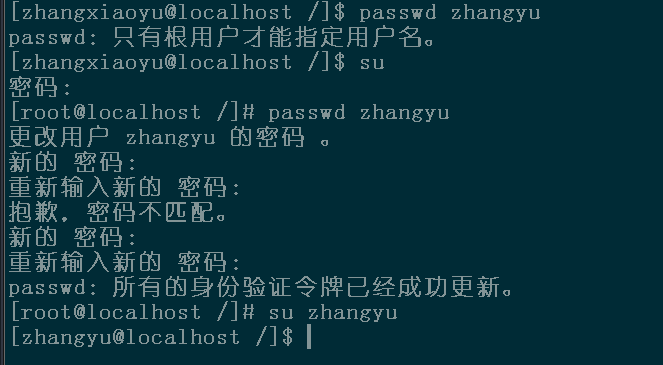 [zhangxiaoyu@localhost /]$ passwd zhangyu
passwd: 只有根用户才能指定用户名。
[zhangxiaoyu@localhost /]$ su
密码:
[root@localhost /]# passwd zhangyu
更改用户 zhangyu 的密码 。
新的 密码:
重新输入新的 密码:
抱歉, 密码不匹配。
新的 密码:
重新输入新的 密码:
passwd: 所有的身份验证令牌已经成功更新。
[root@localhost /]# su zhangyu
[zhangyu@localhost /]$